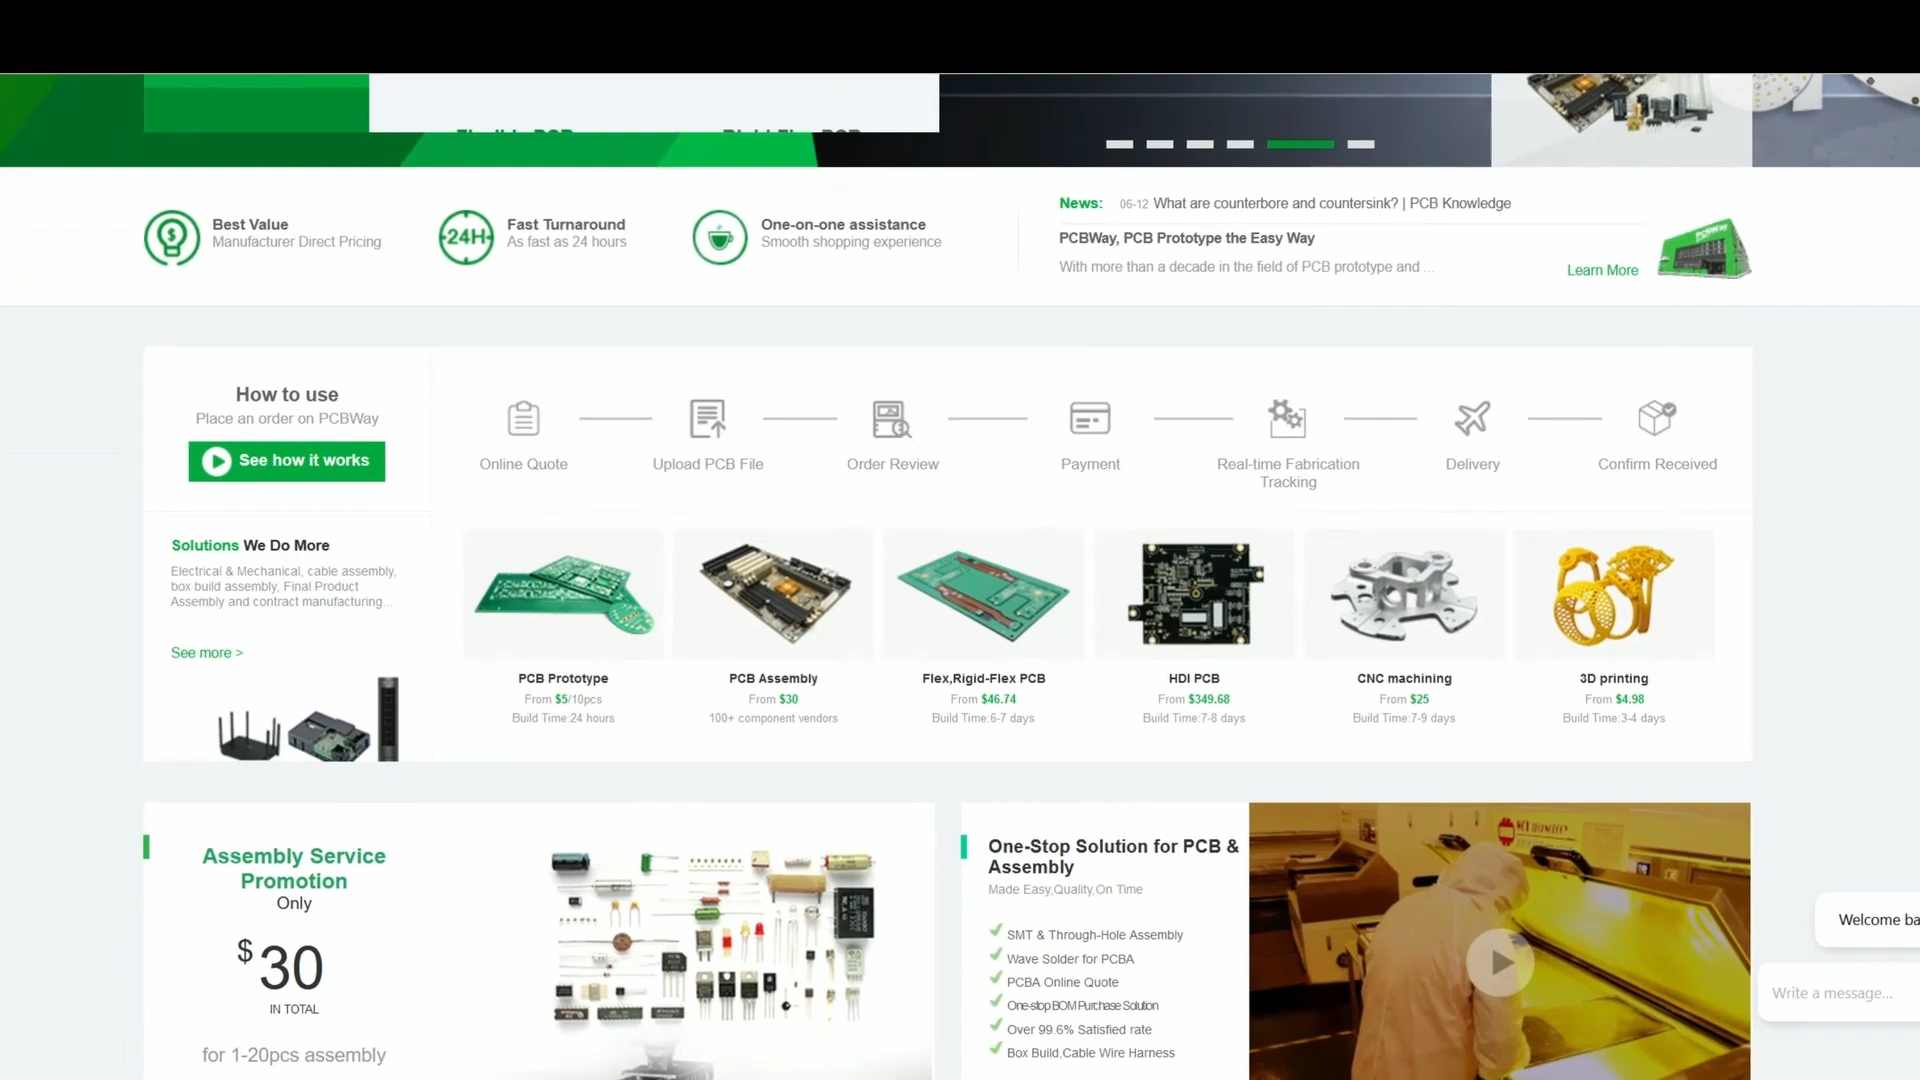 Best Value
Manufacturer Direct Pricing
24H
Fast Turnaround
As fast as 24 hours
One-on-one assistance
Smooth shopping experience
News: 06-12 What are counterbore and countersink? | PCB Knowledge
PCBWay, PCB Prototype the Easy Way
With more than a decade in the field of PCB prototype and ...
Learn More
PCBWay
How to use
Place an order on PCBWay
See how it works
Online Quote
Upload PCB File
Order Review
Payment
Real-time Fabrication
Tracking
Delivery
Confirm Received
Solutions We Do More
Electrical & Mechanical, cable assembly,
box build assembly, Final Product
Assembly and contract manufacturing...
See more >
PCB Prototype
From $5/10pcs
Build Time:24 hours
PCB Assembly
From $30
100+ component vendors
Flex,Rigid-Flex PCB
From $46.74
Build Time:6-7 days
HDI PCB
From $349.68
Build Time:7-8 days
CNC machining
From $25
Build Time:7-9 days
3D printing
From $4.98
Build Time:3-4 days
Assembly Service
Promotion
Only
$30
IN TOTAL
for 1-20pcs assembly
One-Stop Solution for PCB &
Assembly
Made Easy,Quality,On Time
SMT & Through-Hole Assembly
Wave Solder for PCBA
PCBA Online Quote
One-stop BOM Purchase Solution
Over 99.6% Satisfied rate
Box Build,Cable Wire Harness
Welcome ba
Write a message...